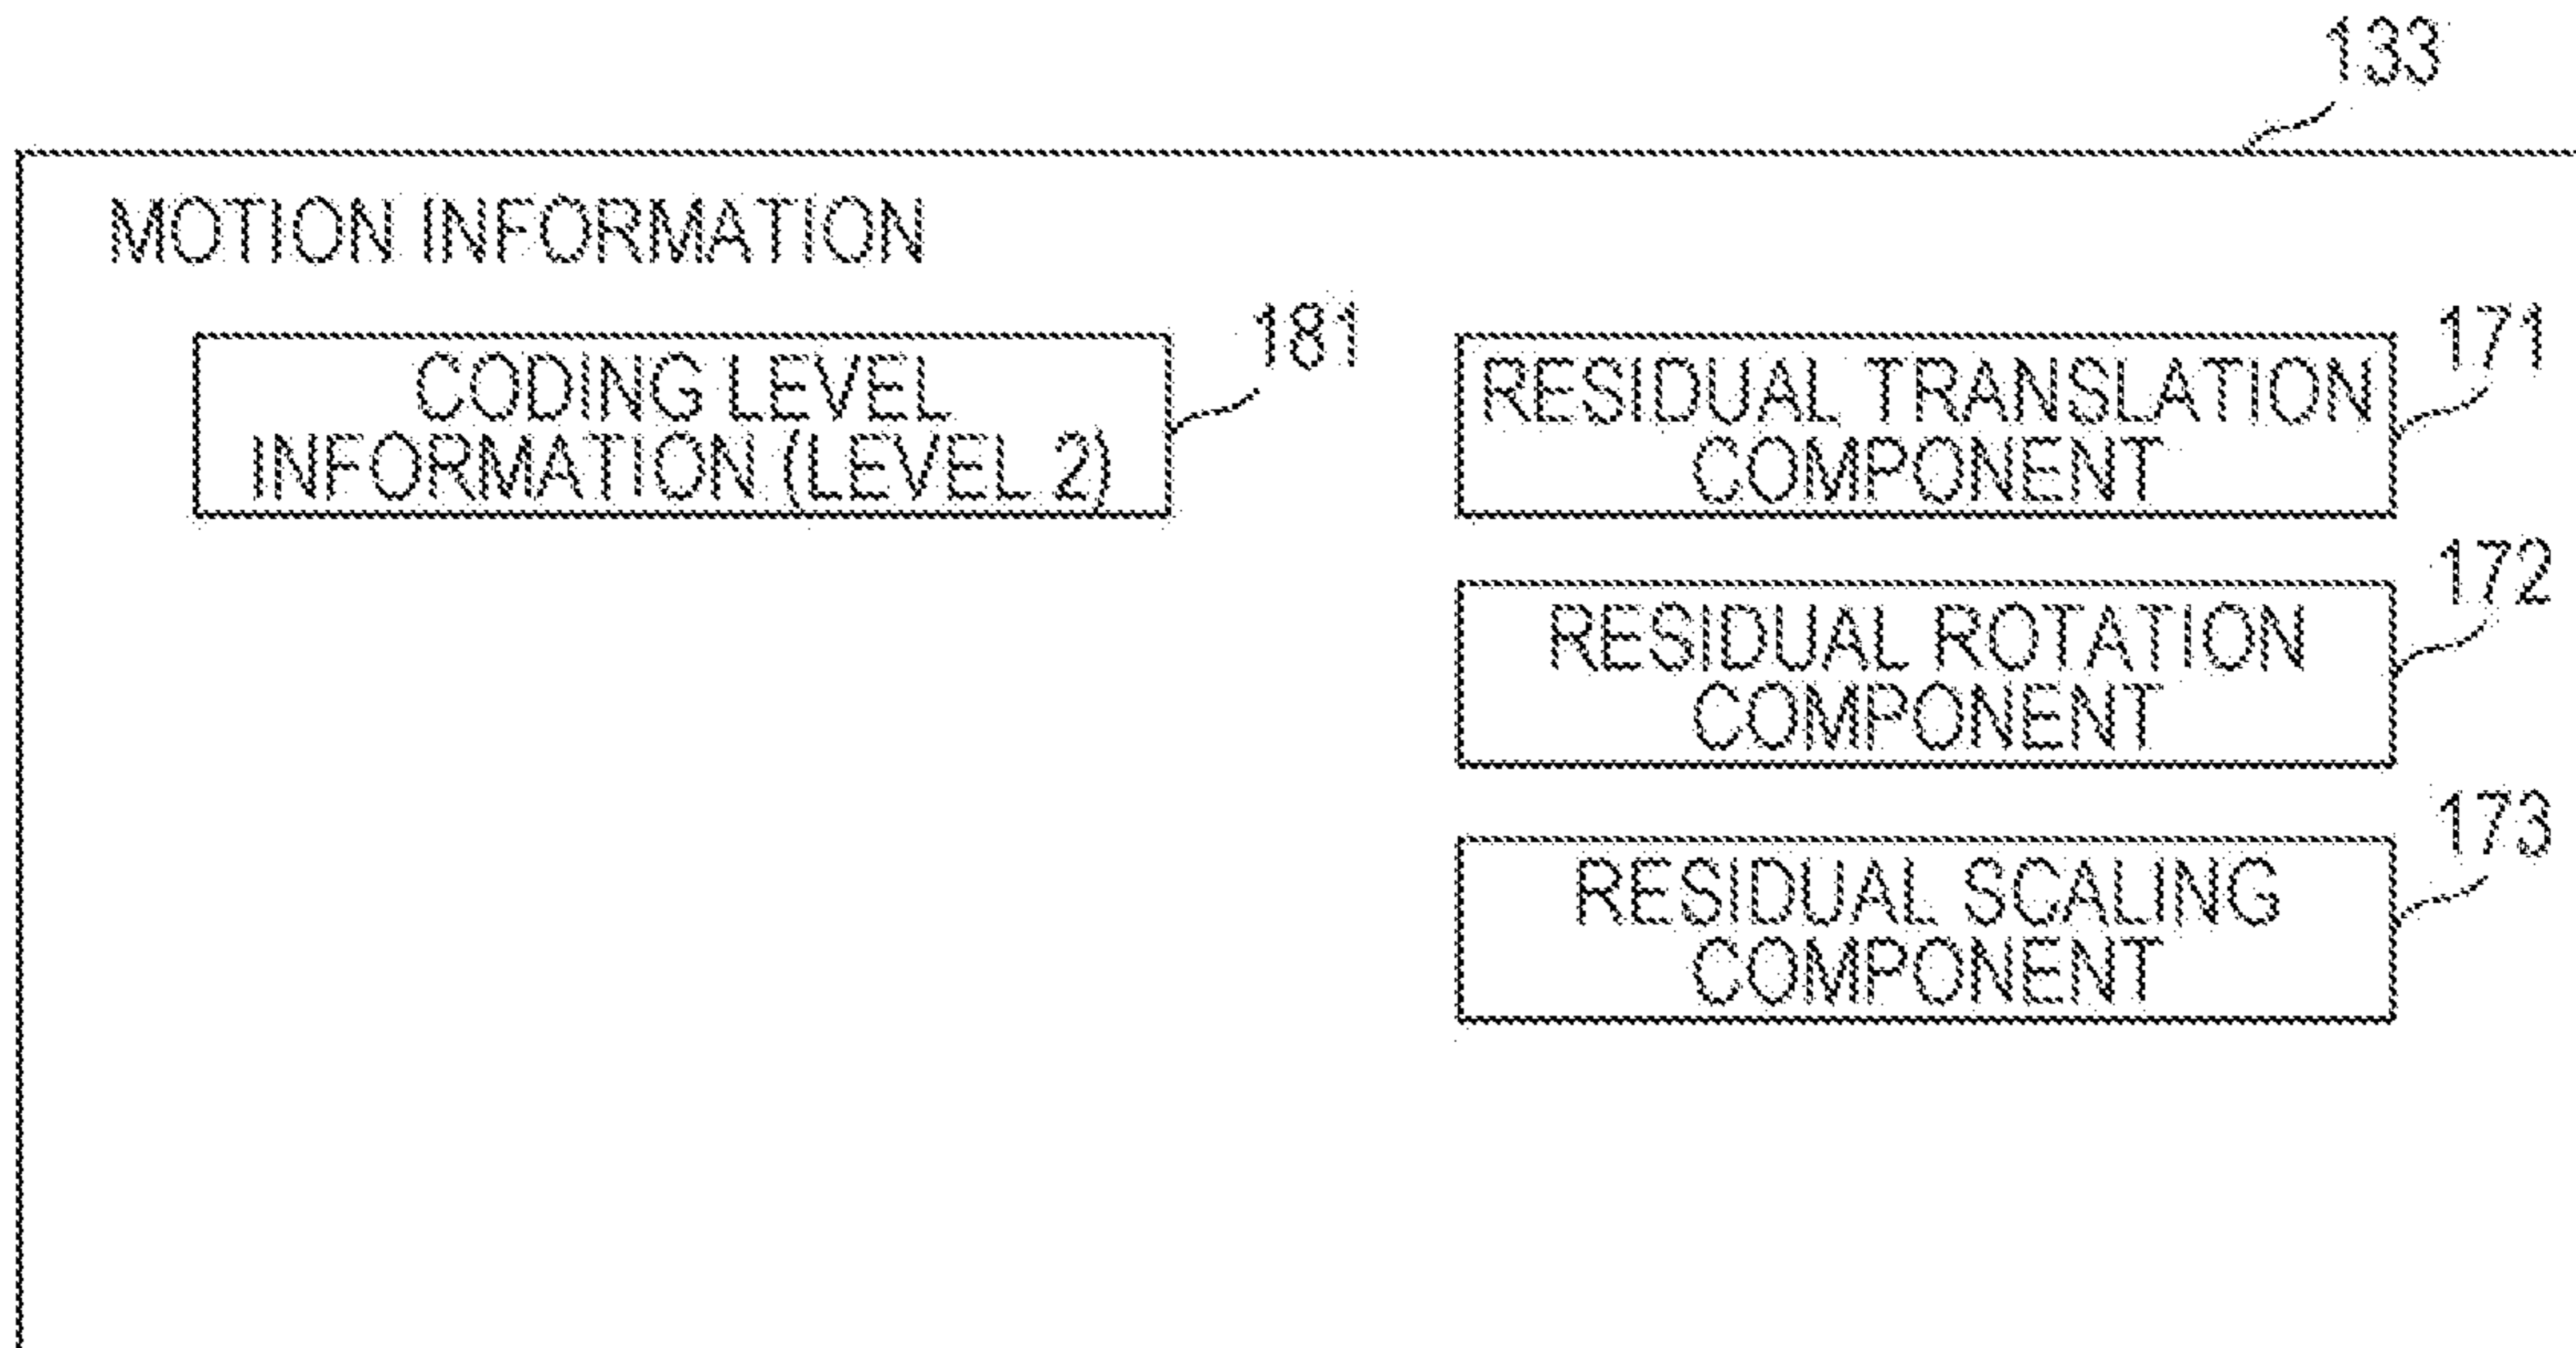 133
MOTION INFORMATION
181
CODING LEVEL
INFORMATION (LEVEL 2)
171
RESIDUAL TRANSLATION
COMPONENT
172
RESIDUAL ROTATION
COMPONENT
173
RESIDUAL SCALING
COMPONENT